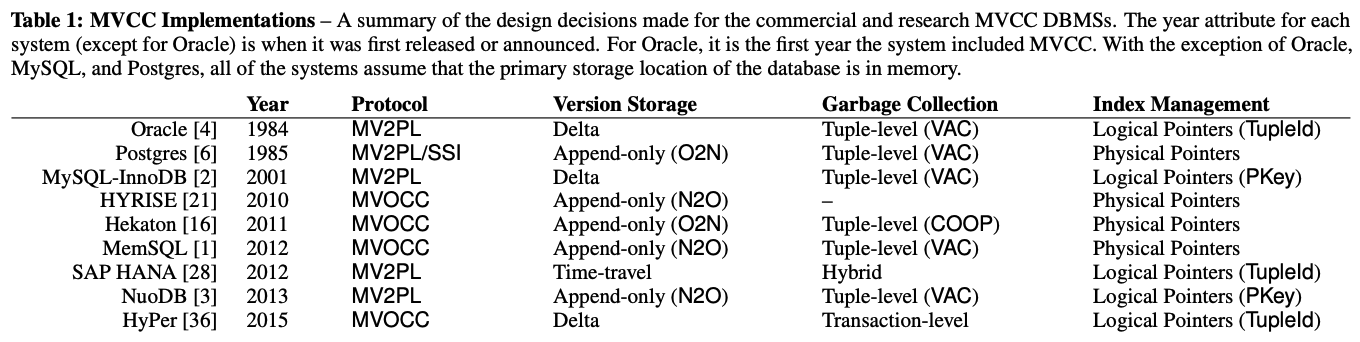 Table 1: MVCC Implementations – A summary of the design decisions made for the commercial and research MVCC DBMSs. The year attribute for each
system (except for Oracle) is when it was first released or announced. For Oracle, it is the first year the system included MVCC. With the exception of Oracle,
MySQL, and Postgres, all of the systems assume that the primary storage location of the database is in memory.
Year Protocol Version Storage Garbage Collection Index Management
Oracle [4] 1984 MV2PL Delta Tuple-level (VAC) Logical Pointers (TupleId)
Postgres [6] 1985 MV2PL/SSI Append-only (O2N) Tuple-level (VAC) Physical Pointers
MySQL-InnoDB [2] 2001 MV2PL Delta Tuple-level (VAC) Logical Pointers (PKey)
HYRISE [21] 2010 MVOCC Append-only (N2O) – Physical Pointers
Hekaton [16] 2011 MVOCC Append-only (O2N) Tuple-level (COOP) Physical Pointers
MemSQL [1] 2012 MVOCC Append-only (N2O) Tuple-level (VAC) Physical Pointers
SAP HANA [28] 2012 MV2PL Time-travel Hybrid Logical Pointers (TupleId)
NuoDB [3] 2013 MV2PL Append-only (N2O) Tuple-level (VAC) Logical Pointers (PKey)
HyPer [36] 2015 MVOCC Delta Transaction-level Logical Pointers (TupleId)